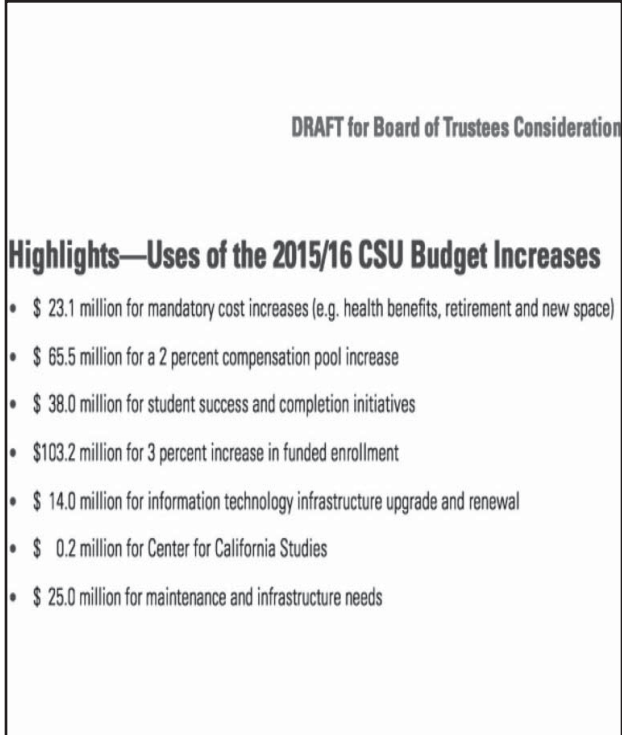 DRAFT for Board of Trustees Consideration
Highlights—Uses of the 2015/16 CSU Budget Increases
• $ 23.1 million for mandatory cost increases (e.g. health benefits, retirement and new space)
• $ 65.5 million for a 2 percent compensation pool increase
• $ 38.0 million for student success and completion initiatives
• $103.2 million for 3 percent increase in funded enrollment
• $ 14.0 million for information technology infrastructure upgrade and renewal
• $ 0.2 million for Center for California Studies
• $ 25.0 million for maintenance and infrastructure needs